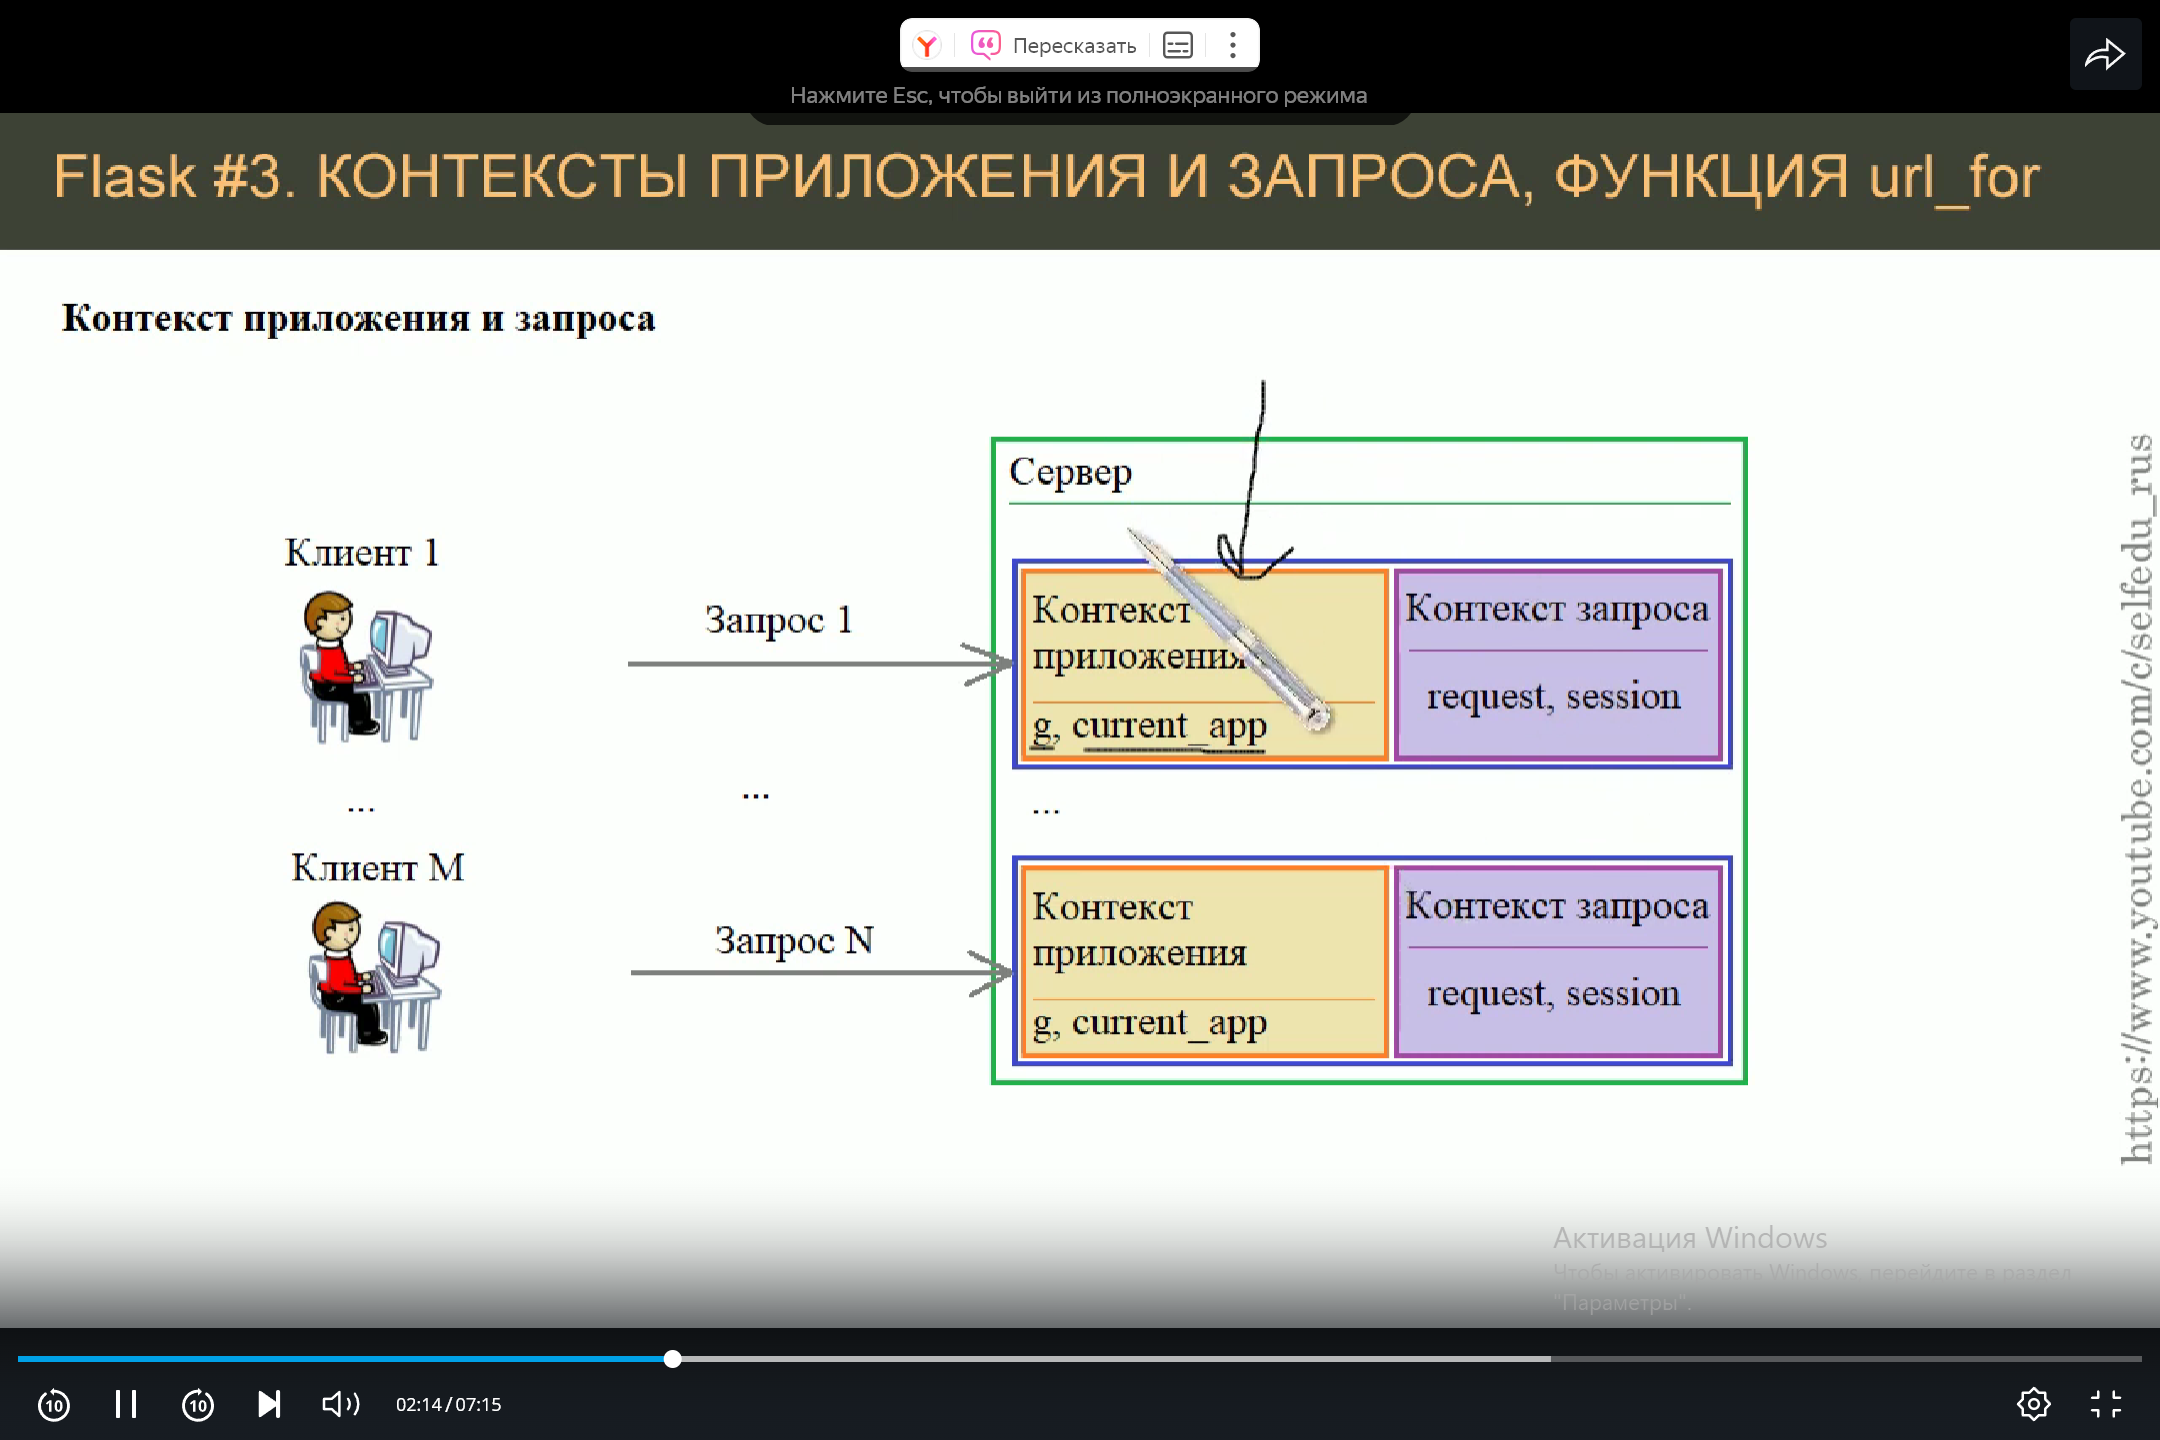 Пересказать
Нажмите Esc, чтобы выйти из полноэкранного режима
Flask #3. КОНТЕКСТЫ ПРИЛОЖЕНИЯ И ЗАПРОСА, ФУНКЦИЯ url_for
Контекст приложения и запроса
Сервер
Клиент 1
Запрос 1
Контекст
приложения
g, current_app
Контекст запроса
request, session
...
...
...
Клиент M
Запрос N
Контекст
приложения
g, current_app
Контекст запроса
request, session
https://www.youtube.com/c/selfedu_rus
Активация Windows
Чтобы активировать Windows, перейдите в раздел
"Параметры".
10
10
02:14 / 07:15